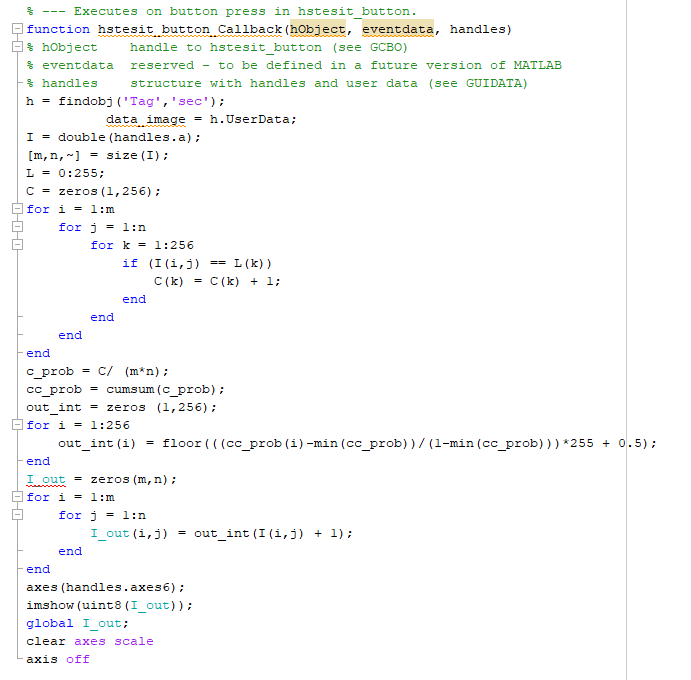 % --- Executes on button press in hstesit_button.
function hstesit_button_Callback(hObject, eventdata, handles)
% hObject    handle to hstesit_button (see GCBO)
% eventdata  reserved - to be defined in a future version of MATLAB
% handles    structure with handles and user data (see GUIDATA)
h = findobj('Tag','sec');
          data_image = h.UserData;
I = double(handles.a);
[m,n,~] = size(I);
L = 0:255;
C = zeros(1,256);
for i = 1:m
    for j = 1:n
        for k = 1:256
            if (I(i,j) == L(k))
                C(k) = C(k) + 1;
            end
        end
    end
end
c_prob = C/ (m*n);
cc_prob = cumsum(c_prob);
out_int = zeros (1,256);
for i = 1:256
    out_int(i) = floor(((cc_prob(i)-min(cc_prob))/(1-min(cc_prob)))*255 + 0.5);
end
I_out = zeros(m,n);
for i = 1:m
    for j = 1:n
        I_out(i,j) = out_int(I(i,j) + 1);
    end
end
axes(handles.axes6);
imshow(uint8(I_out));
global I_out;
clear axes scale
axis off